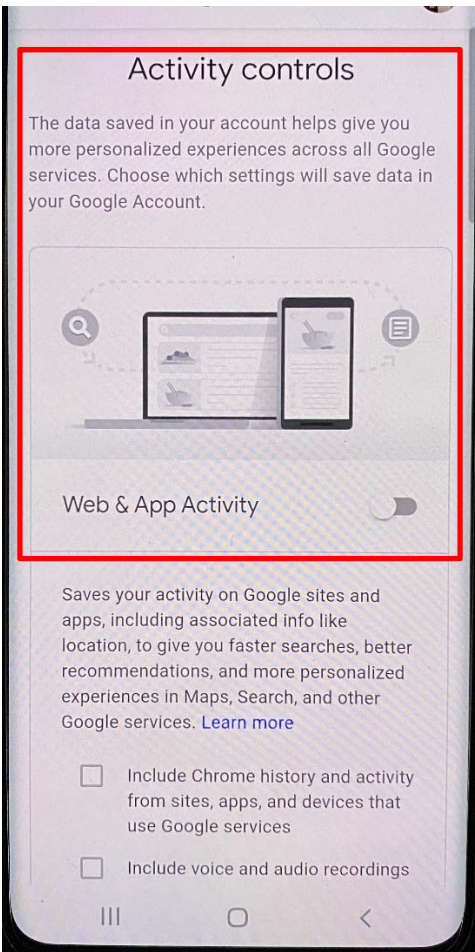 Activity controls
The data saved in your account helps give you
more personalized experiences across all Google
services. Choose which settings will save data in
your Google Account.
Web & App Activity
Saves your activity on Google sites and
apps, including associated info like
location, to give you faster searches, better
recommendations, and more personalized
experiences in Maps, Search, and other
Google services. Learn more
Include Chrome history and activity
from sites, apps, and devices that
use Google services
Include voice and audio recordings